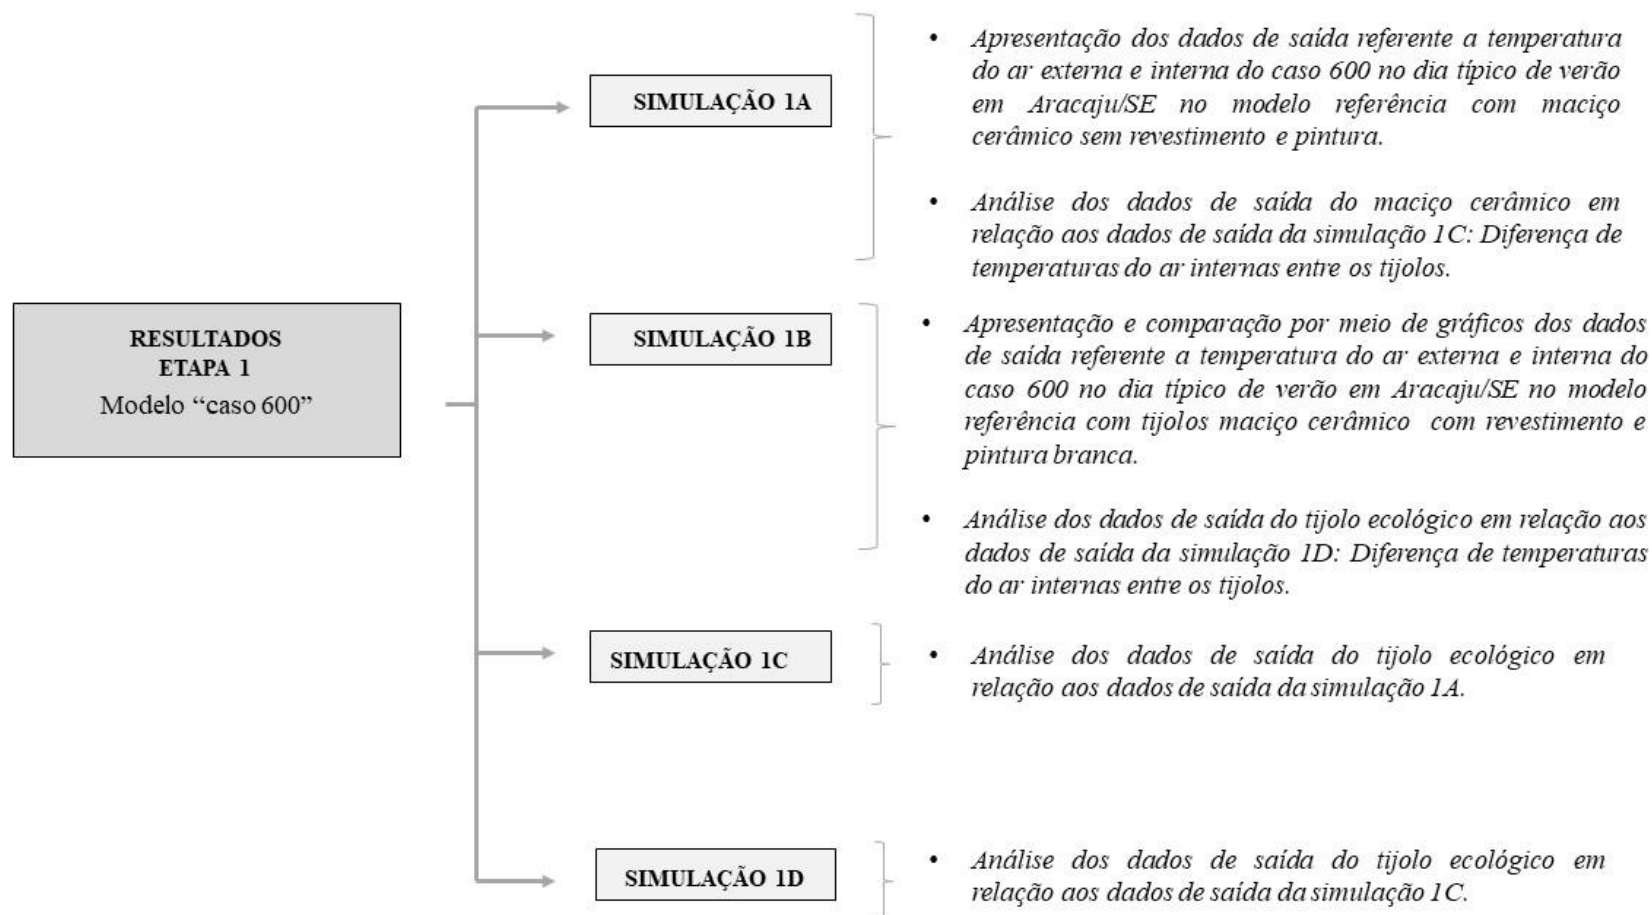 RESULTADOS
ETAPA 1
Modelo “caso 600”
SIMULAÇÃO 1A
• Apresentação dos dados de saída referente a temperatura
do ar externa e interna do caso 600 no dia típico de verão
em Aracaju/SE no modelo referência com maciço
cerâmico sem revestimento e pintura.
• Análise dos dados de saída do maciço cerâmico em
relação aos dados de saída da simulação 1C: Diferença de
temperaturas do ar internas entre os tijolos.
SIMULAÇÃO 1B
• Apresentação e comparação por meio de gráficos dos dados
de saída referente a temperatura do ar externa e interna do
caso 600 no dia típico de verão em Aracaju/SE no modelo
referência com tijolos maciço cerâmico com revestimento e
pintura branca.
• Análise dos dados de saída do tijolo ecológico em relação aos
dados de saída da simulação 1D: Diferença de temperaturas
do ar internas entre os tijolos.
SIMULAÇÃO 1C
• Análise dos dados de saída do tijolo ecológico em
relação aos dados de saída da simulação 1A.
SIMULAÇÃO 1D
• Análise dos dados de saída do tijolo ecológico em
relação aos dados de saída da simulação 1C.